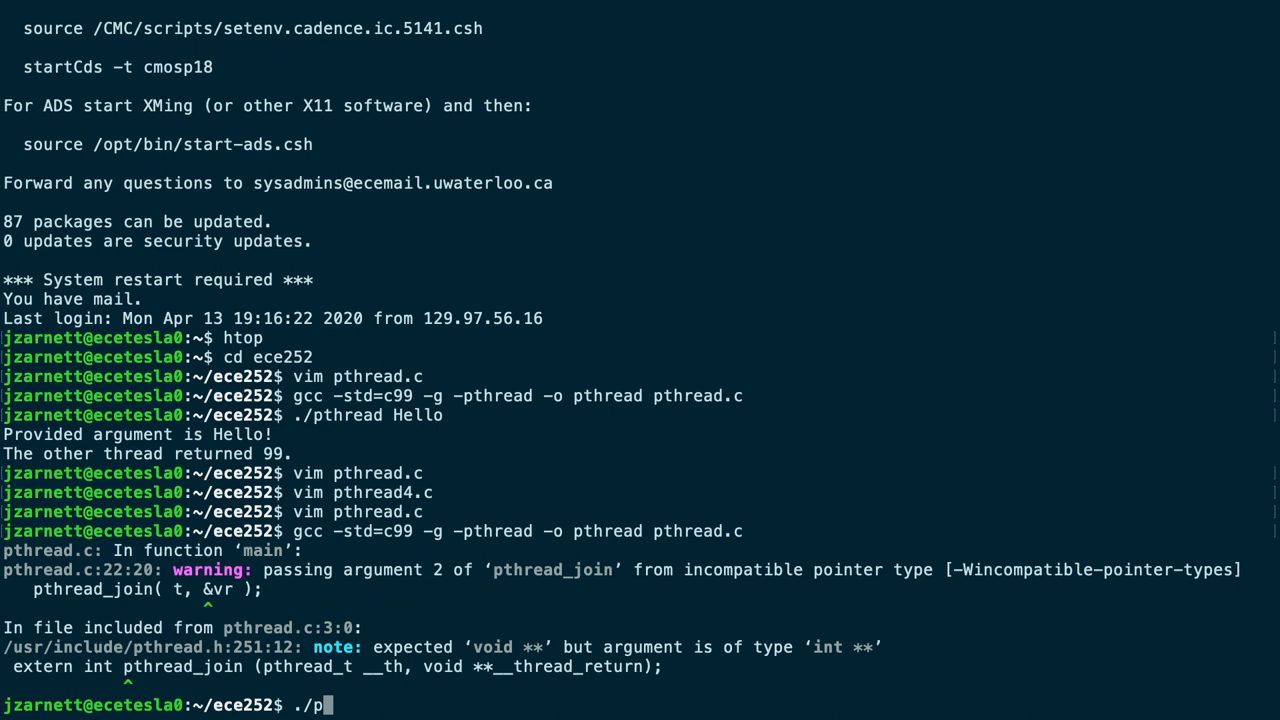 source /CMC/scripts/setenv.cadence.ic.5141.csh
startCds -t cmosp18
For ADS start XMing (or other X11 software) and then:
source /opt/bin/start-ads.csh
Forward any questions to sysadmins@ecemail.uwaterloo.ca
87 packages can be updated.
0 updates are security updates.
*** System restart required ***
You have mail.
Last login: Mon Apr 13 19:16:22 2020 from 129.97.56.16
jzarnett@ecetesla0:~$ htop
jzarnett@ecetesla0:~$ cd ece252
jzarnett@ecetesla0:~/ece252$ vim pthread.c
jzarnett@ecetesla0:~/ece252$ gcc -std=c99 -g -pthread -o pthread pthread.c
jzarnett@ecetesla0:~/ece252$ ./pthread Hello
Provided argument is Hello!
The other thread returned 99.
jzarnett@ecetesla0:~/ece252$ vim pthread.c
jzarnett@ecetesla0:~/ece252$ vim pthread4.c
jzarnett@ecetesla0:~/ece252$ vim pthread.c
jzarnett@ecetesla0:~/ece252$ gcc -std=c99 -g -pthread -o pthread pthread.c
pthread.c: In function ‘main’:
pthread.c:22:20: warning: passing argument 2 of ‘pthread_join’ from incompatible pointer type [-Wincompatible-pointer-types]
pthread_join( t, &vr );
^
In file included from pthread.c:3:0:
/usr/include/pthread.h:251:12: note: expected ‘void **’ but argument is of type ‘int **’
extern int pthread_join (pthread_t __th, void **__thread_return);
^
jzarnett@ecetesla0:~/ece252$ ./p